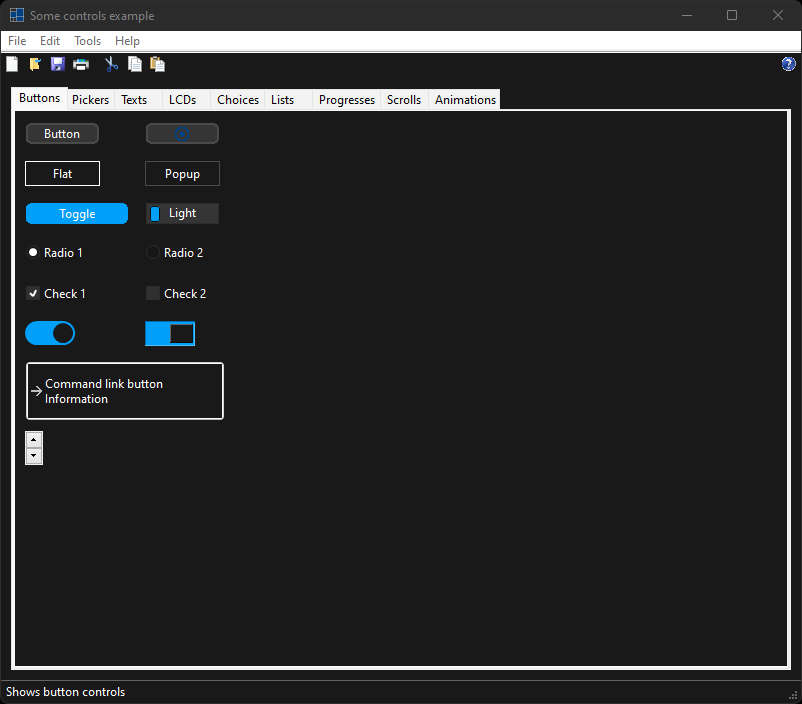 Some controls example
File Edit Tools Help
Buttons Pickers Texts LCDs Choices Lists Progresses Scrolls Animations
Button
Flat Popup
Toggle Light
Radio 1 Radio 2
Check 1 Check 2
Command link button
Information
Shows button controls